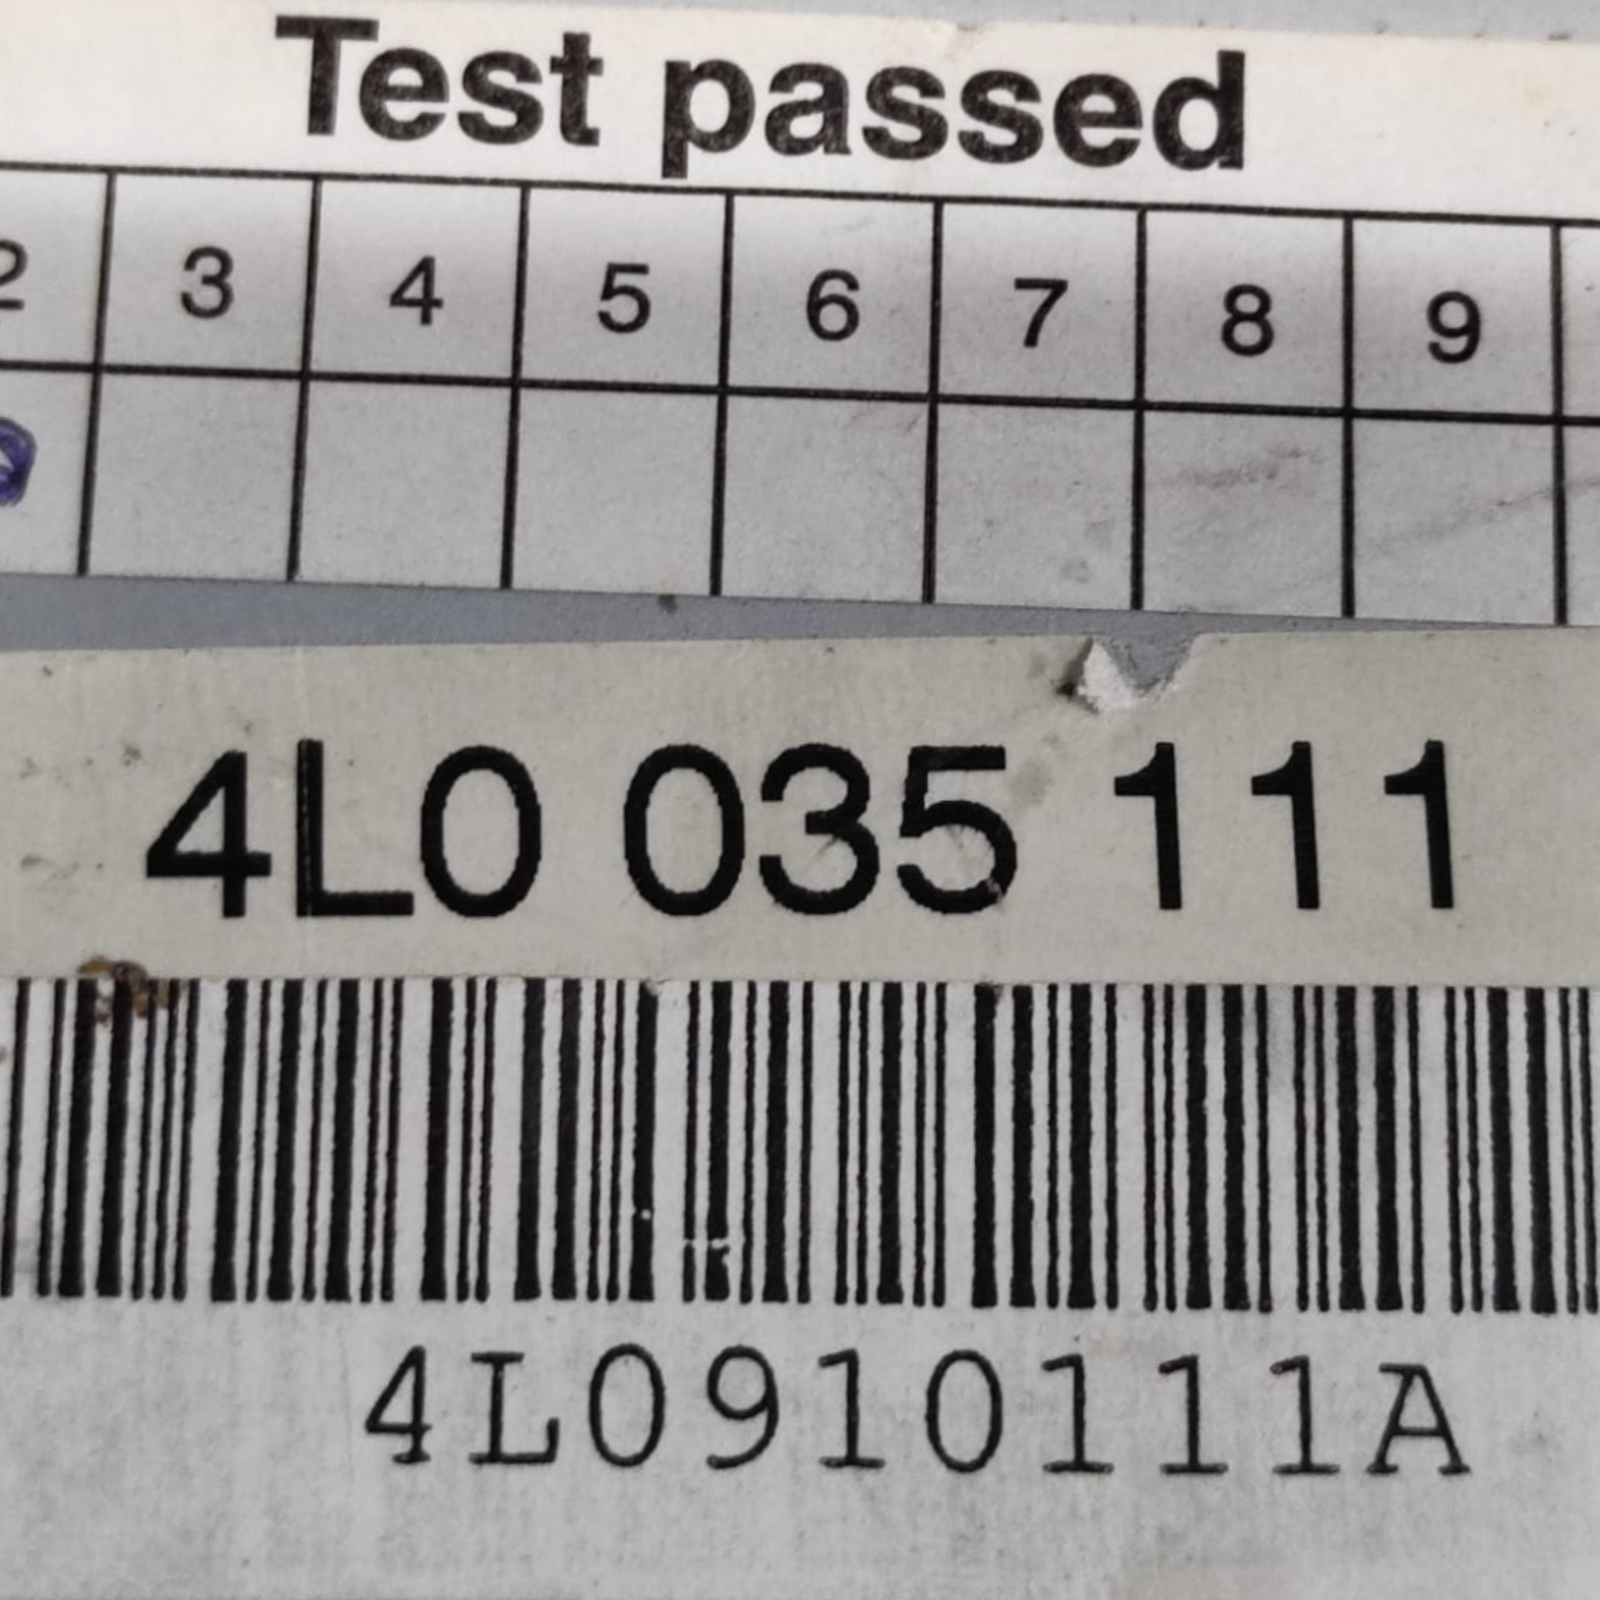 Test passed
2 3 4 5 6 7 8 9
4L0 035 111
4L0910111A